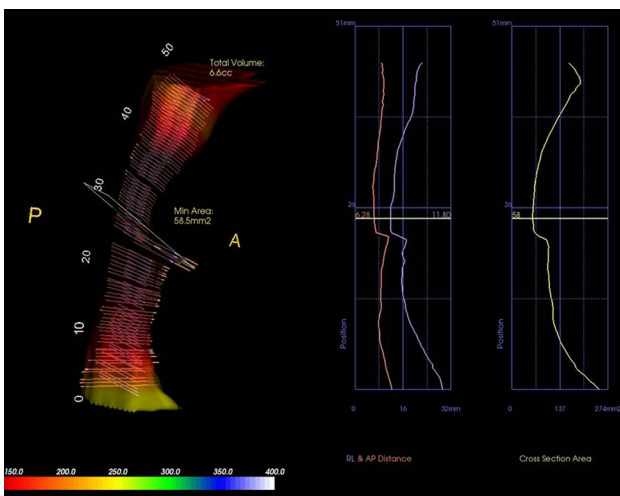 50
Total Volume:
6.6cc
40
30
Min Area:
58.5mm2
P
A
20
10
0
150.0 200.0 250.0 300.0 350.0 400.0
51mm
26
6.28 11.80
Position
0 16 32mm
RL & AP Distance
51mm
26
58
Position
0 137 274mm2
Cross Section Area